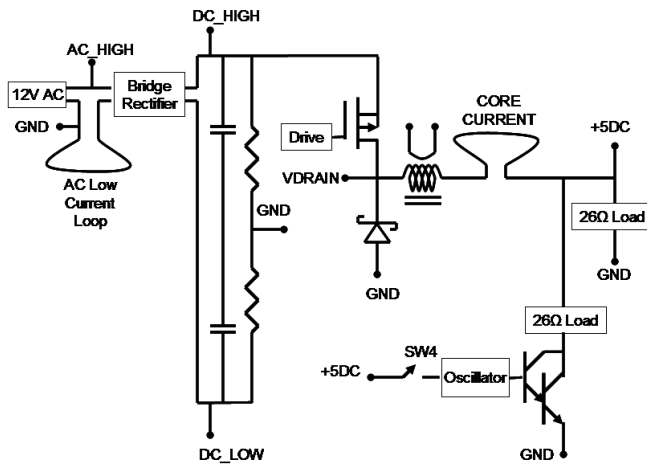 DC_HIGH
AC_HIGH
12V AC
Bridge
Rectifier
GND
AC Low
Current
Loop
Drive
VDRAIN
GND
GND
CORE
CURRENT
+5DC
26Ω Load
GND
26Ω Load
SW4
+5DC
Oscillator
GND
DC_LOW